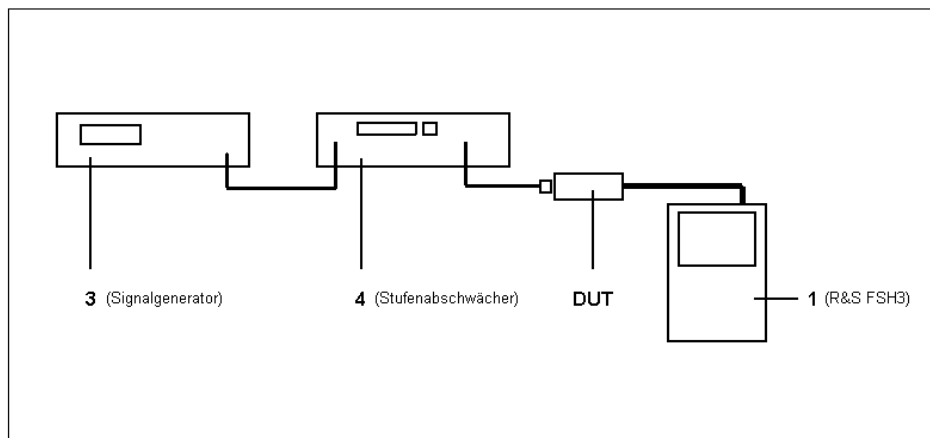 3 (Signalgenerator)
4 (Stufenabschwächer)
DUT
1 (R&S FSH3)